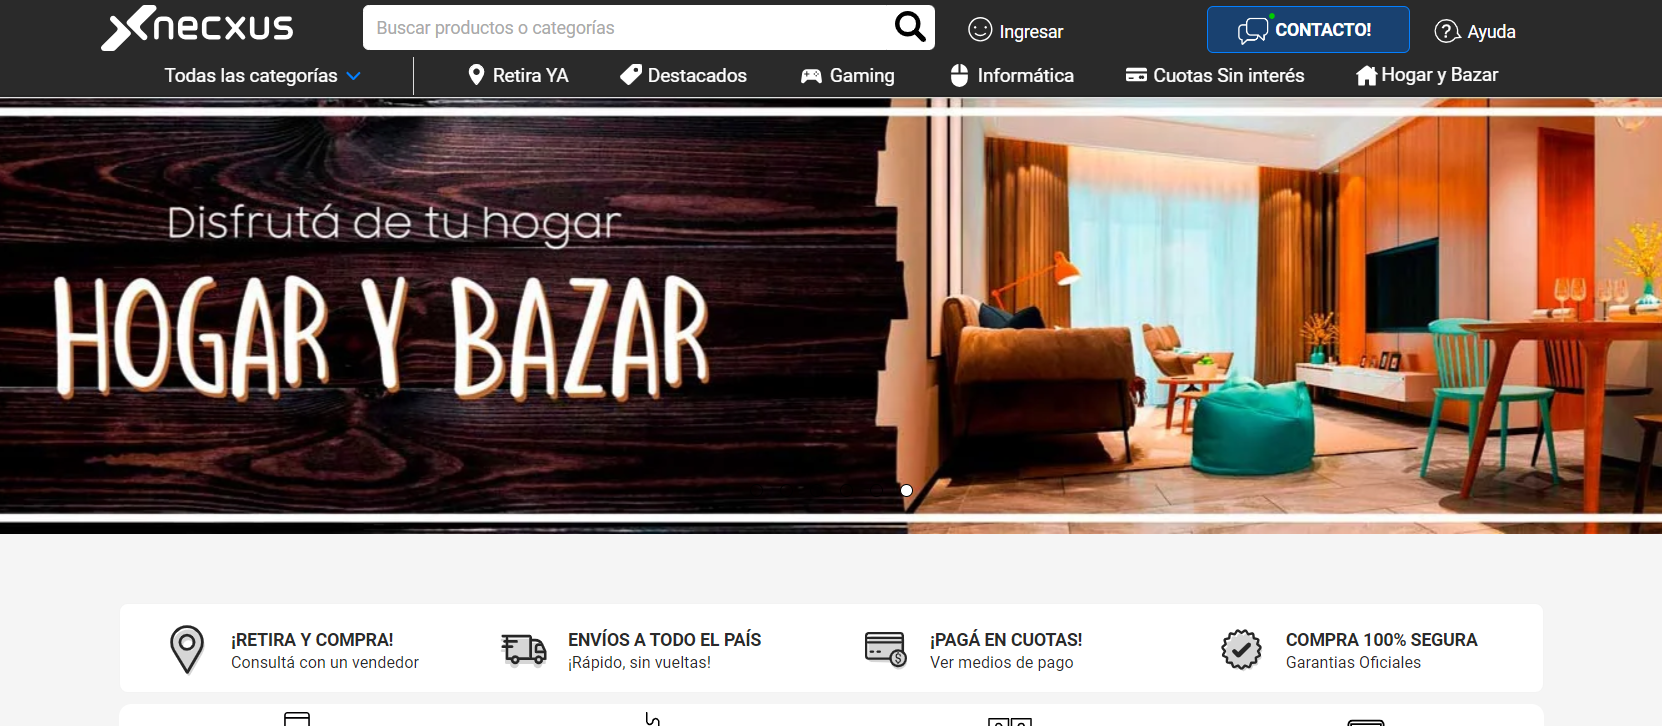 necxus
Buscar productos o categorías
Ingresar
CONTACTO!
Ayuda
Todas las categorías
Retira YA
Destacados
Gaming
Informática
Cuotas Sin interés
Hogar y Bazar
Disfrutá de tu hogar
HOGAR Y BAZAR
¡RETIRA Y COMPRA!
Consultá con un vendedor
ENVÍOS A TODO EL PAÍS
¡Rápido, sin vueltas!
¡PAGÁ EN CUOTAS!
Ver medios de pago
COMPRA 100% SEGURA
Garantias Oficiales